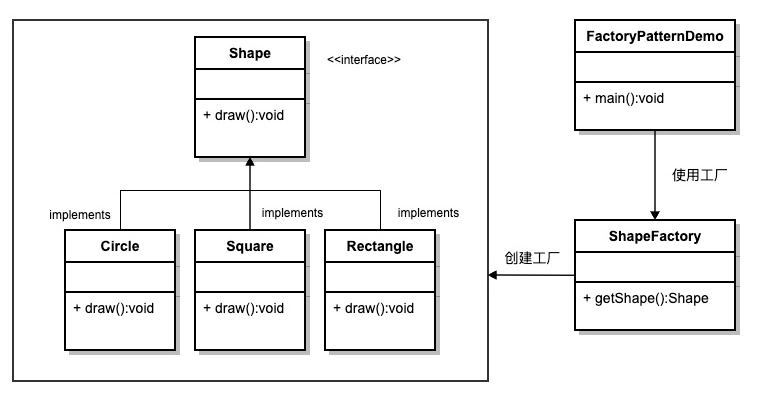 Shape
<<interface>>
+ draw():void
implements
implements
implements
Circle
+ draw():void
Square
+ draw():void
Rectangle
+ draw():void
FactoryPatternDemo
+ main():void
使用工厂
ShapeFactory
+ getShape():Shape
创建工厂